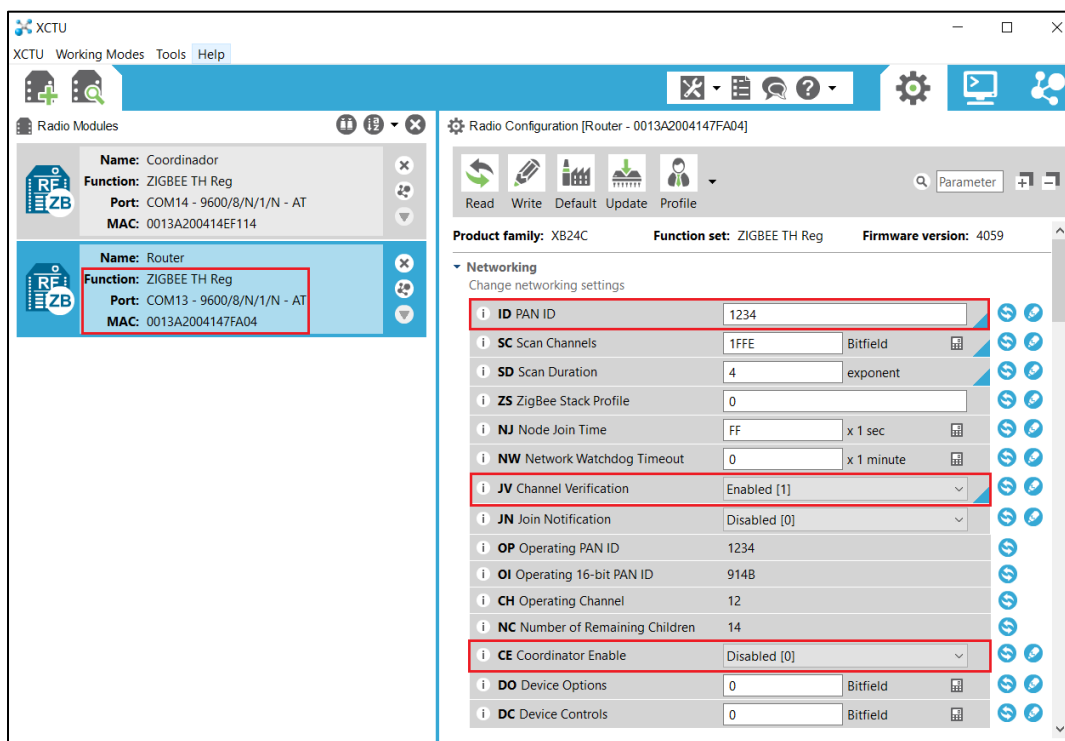 XCTU
XCTU Working Modes Tools Help
Radio Modules
Name: Coordinador
Function: ZIGBEE TH Reg
Port: COM14 - 9600/8/N/1/N - AT
MAC: 0013A200414EF114
RF
ZB
Name: Router
Function: ZIGBEE TH Reg
Port: COM13 - 9600/8/N/1/N - AT
MAC: 0013A2004147FA04
RF
ZB
Radio Configuration [Router - 0013A2004147FA04]
Read Write Default Update Profile
Parameter
Product family: XB24C Function set: ZIGBEE TH Reg Firmware version: 4059
Networking
Change networking settings
i ID PAN ID 1234
i SC Scan Channels 1FFE Bitfield
i SD Scan Duration 4 exponent
i ZS ZigBee Stack Profile 0
i NJ Node Join Time FF x 1 sec
i NW Network Watchdog Timeout 0 x 1 minute
i JV Channel Verification Enabled [1]
i JN Join Notification Disabled [0]
i OP Operating PAN ID 1234
i OI Operating 16-bit PAN ID 914B
i CH Operating Channel 12
i NC Number of Remaining Children 14
i CE Coordinator Enable Disabled [0]
i DO Device Options 0 Bitfield
i DC Device Controls 0 Bitfield